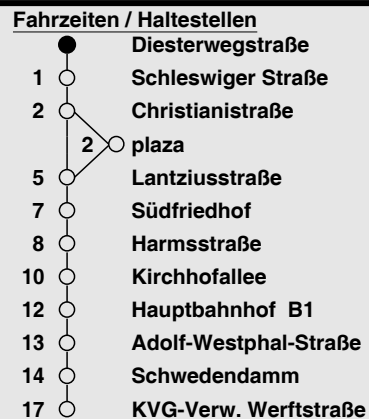 Fahrzeiten / Haltestellen
Diesterwegstraße
1 Schleswiger Straße
2 Christianistraße
2 plaza
5 Lantziusstraße
7 Südfriedhof
8 Harmsstraße
10 Kirchhofallee
12 Hauptbahnhof B1
13 Adolf-Westphal-Straße
14 Schwedendamm
17 KVG-Verw. Werftstraße